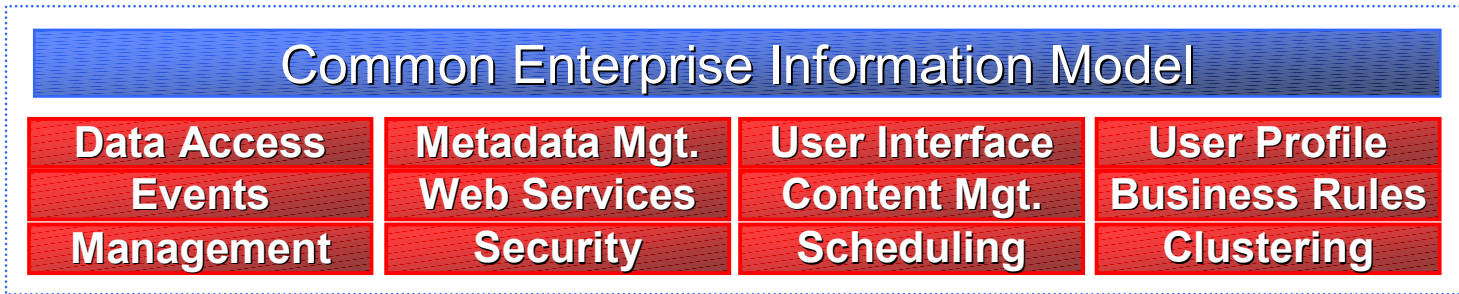 Common Enterprise Information Model
Data Access Metadata Mgt. User Interface User Profile
Events Web Services Content Mgt. Business Rules
Management Security Scheduling Clustering